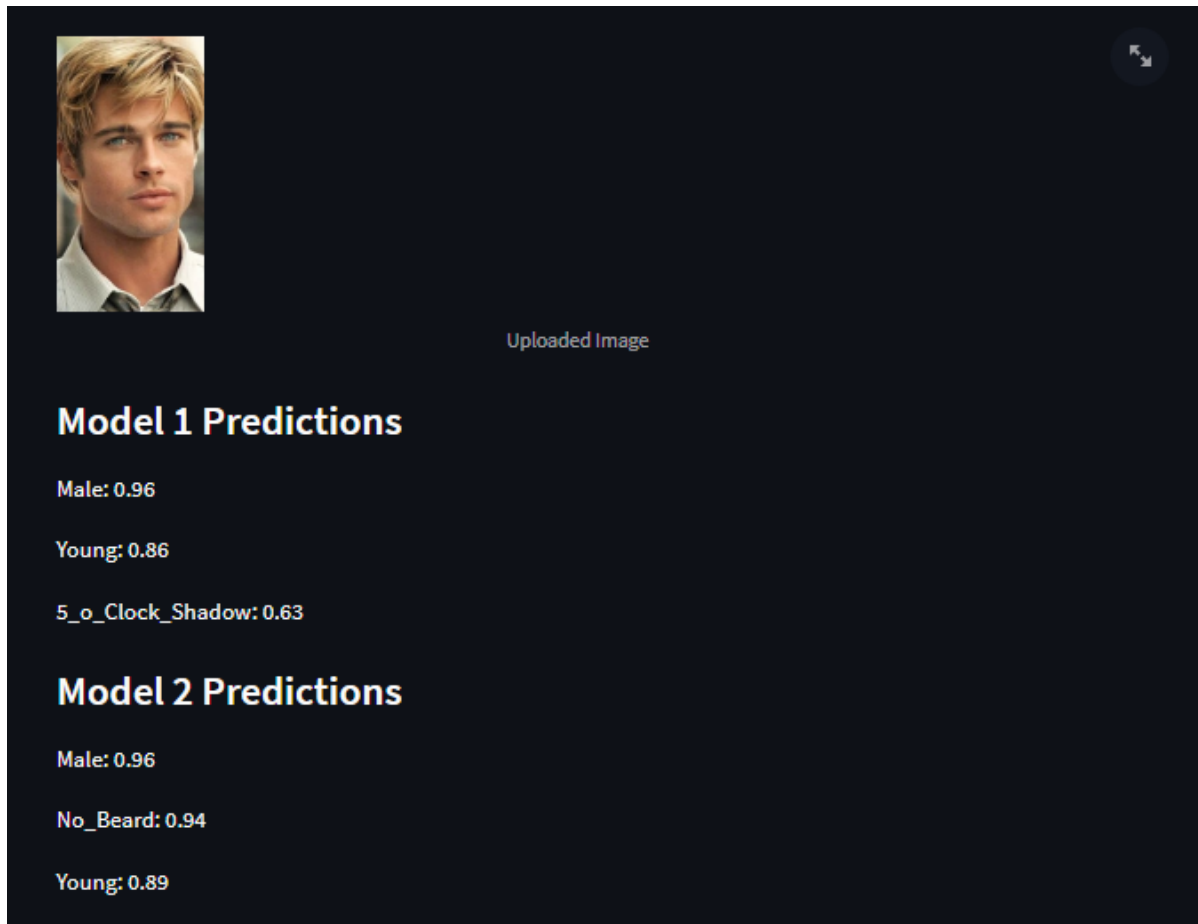 Uploaded Image
Model 1 Predictions
Male: 0.96
Young: 0.86
5_o_Clock_Shadow: 0.63
Model 2 Predictions
Male: 0.96
No_Beard: 0.94
Young: 0.89